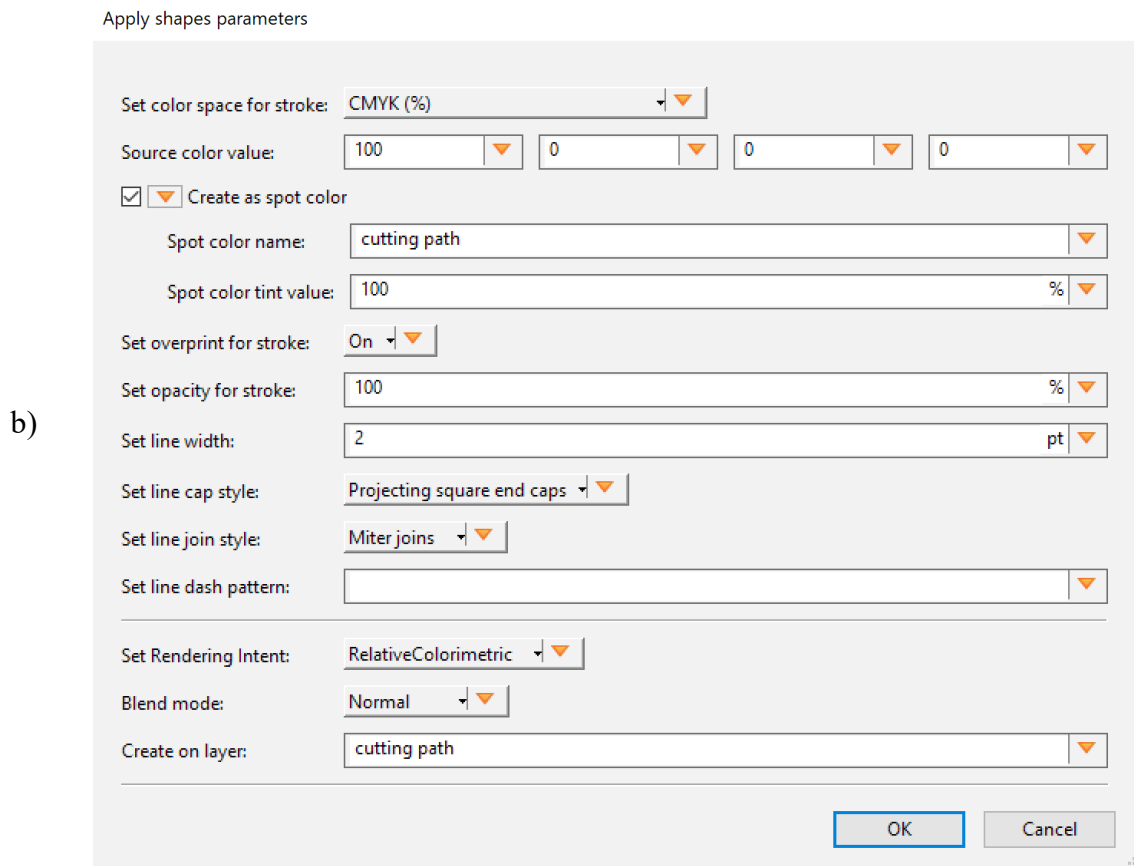 Apply shapes parameters
Set color space for stroke: CMYK (%)
Source color value: 100 0 0 0
Create as spot color
Spot color name: cutting path
Spot color tint value: 100 %
Set overprint for stroke: On
Set opacity for stroke: 100 %
b)
Set line width: 2 pt
Set line cap style: Projecting square end caps
Set line join style: Miter joins
Set line dash pattern:
Set Rendering Intent: RelativeColorimetric
Blend mode: Normal
Create on layer: cutting path
OK Cancel